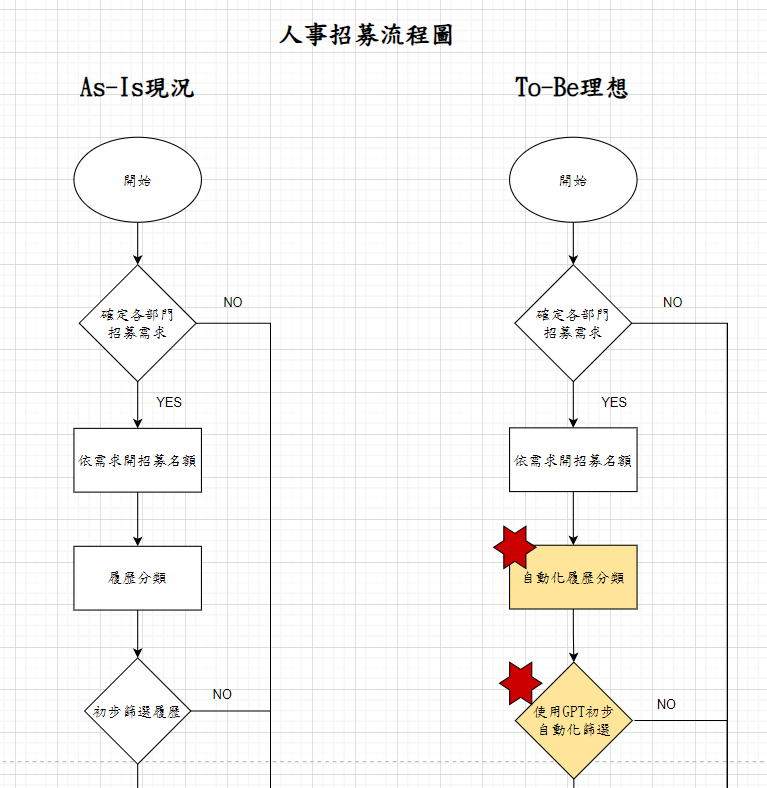 人事招募流程圖
As-Is現況
開始
確定各部門
招募需求
NO
YES
依需求開招募名額
履歷分類
初步篩選履歷
NO
To-Be理想
開始
確定各部門
招募需求
NO
YES
依需求開招募名額
自動化履歷分類
使用GPT初步
自動化篩選
NO